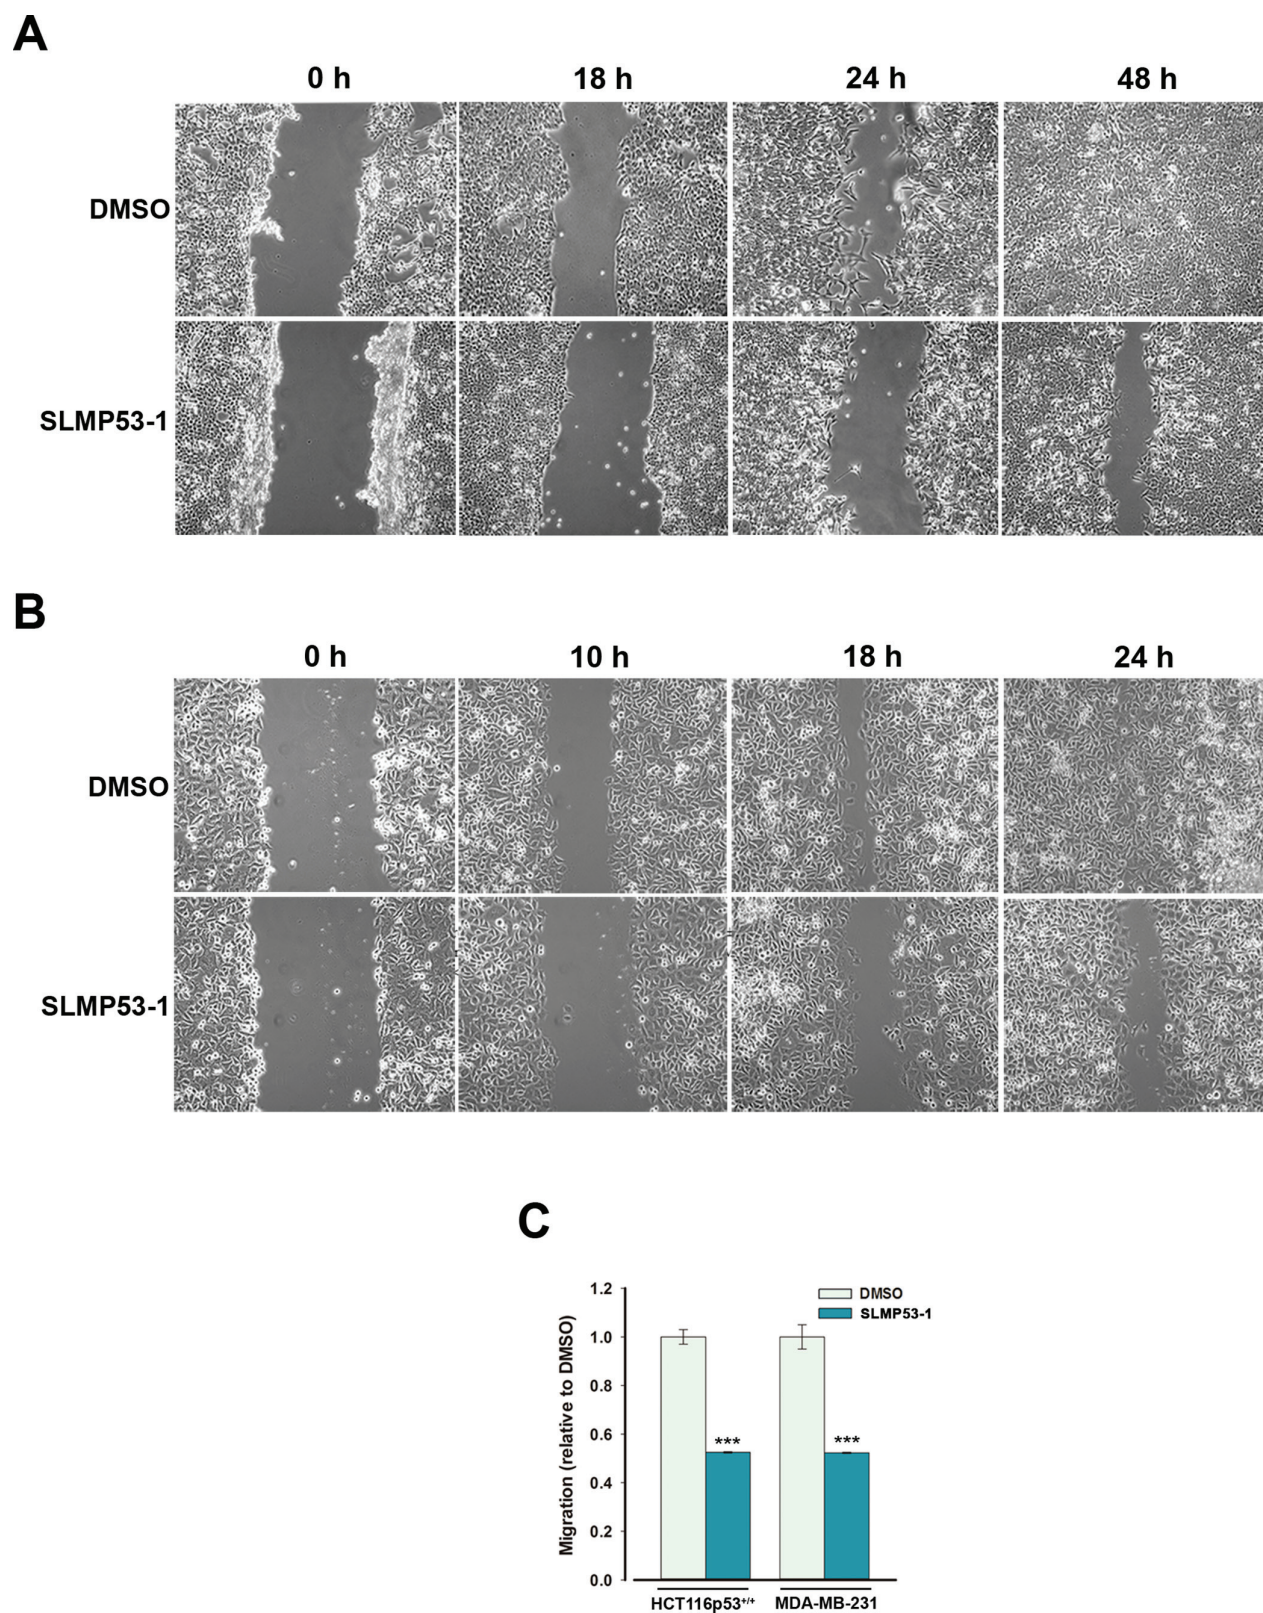 A
0 h 18 h 24 h 48 h
DMSO
SLMP53-1
B
0 h 10 h 18 h 24 h
DMSO
SLMP53-1
C
Migration (relative to DMSO)
1.2
1.0
0.8
0.6
0.4
0.2
0.0
DMSO
SLMP53-1
*** ***
HCT116p53+/+ MDA-MB-231